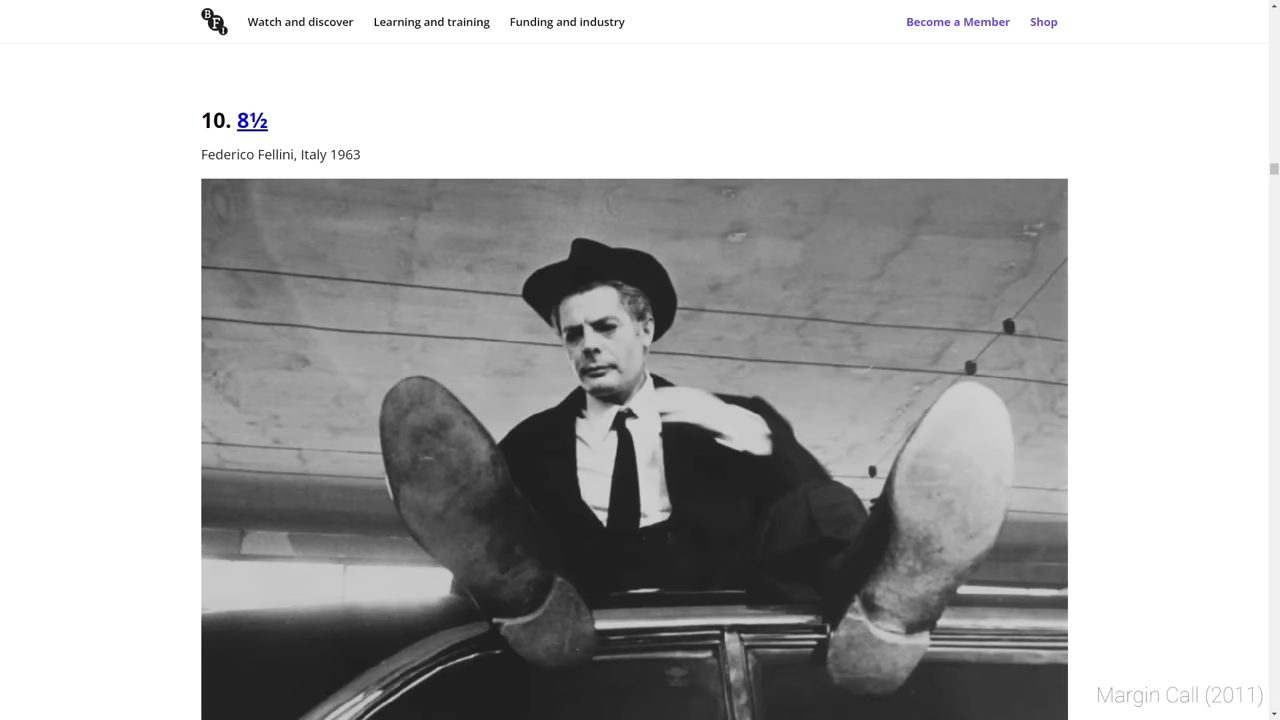 BFI
Watch and discover
Learning and training
Funding and industry
Become a Member
Shop
10. 8½
Federico Fellini, Italy 1963
Margin Call (2011)